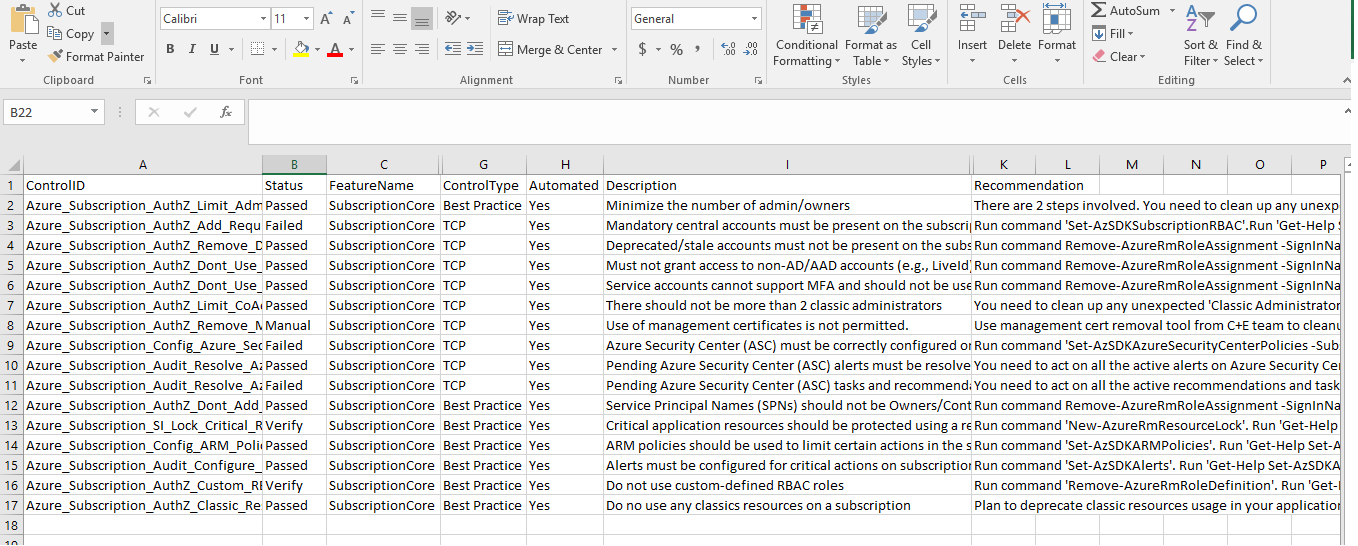 Cut
Calibri 11 A A Wrap Text General AutoSum
Copy
Paste Format Painter B I U A Merge & Center $ % , .00 .00 Conditional Format as Cell Insert Delete Format Fill Sort & Find &
Formatting Table Styles Clear Filter Select
Clipboard Font Alignment Number Styles Cells Editing
B22 fx
A B C G H I K L M N O P
1 ControlID Status FeatureName ControlType Automated Description Recommendation
2 Azure_Subscription_AuthZ_Limit_Adm Passed SubscriptionCore Best Practice Yes Minimize the number of admin/owners There are 2 steps involved. You need to clean up any unexp
3 Azure_Subscription_AuthZ_Add_Requ Failed SubscriptionCore TCP Yes Mandatory central accounts must be present on the subscri Run command 'Set-AzSDKSubscriptionRBAC'.Run 'Get-Help S
4 Azure_Subscription_AuthZ_Remove_D Passed SubscriptionCore TCP Yes Deprecated/stale accounts must not be present on the subs Run command Remove-AzureRmRoleAssignment -SignInNa
5 Azure_Subscription_AuthZ_Dont_Use_ Passed SubscriptionCore TCP Yes Must not grant access to non-AD/AAD accounts (e.g., LiveId) Run command Remove-AzureRmRoleAssignment -SignInNa
6 Azure_Subscription_AuthZ_Dont_Use_ Passed SubscriptionCore TCP Yes Service accounts cannot support MFA and should not be use Run command Remove-AzureRmRoleAssignment -SignInNa
7 Azure_Subscription_AuthZ_Limit_CoA Passed SubscriptionCore TCP Yes There should not be more than 2 classic administrators You need to clean up any unexpected 'Classic Administrator
8 Azure_Subscription_AuthZ_Remove_M Manual SubscriptionCore TCP Yes Use of management certificates is not permitted. Use management cert removal tool from C+E team to cleanu
9 Azure_Subscription_Config_Azure_Sec Failed SubscriptionCore TCP Yes Azure Security Center (ASC) must be correctly configured on Run command 'Set-AzSDKAzureSecurityCenterPolicies -Sub
10 Azure_Subscription_Audit_Resolve_Az Passed SubscriptionCore TCP Yes Pending Azure Security Center (ASC) alerts must be resolve You need to act on all the active alerts on Azure Security Ce
11 Azure_Subscription_Audit_Resolve_Az Failed SubscriptionCore TCP Yes Pending Azure Security Center (ASC) tasks and recommenda You need to act on all the active recommendations and task
12 Azure_Subscription_AuthZ_Dont_Add_ Passed SubscriptionCore Best Practice Yes Service Principal Names (SPNs) should not be Owners/Cont Run command Remove-AzureRmRoleAssignment -SignInNa
13 Azure_Subscription_SI_Lock_Critical_R Verify SubscriptionCore Best Practice Yes Critical application resources should be protected using a re Run command 'New-AzureRmResourceLock'. Run 'Get-Help
14 Azure_Subscription_Config_ARM_Poli Passed SubscriptionCore Best Practice Yes ARM policies should be used to limit certain actions in the s Run command 'Set-AzSDKARMPolicies'. Run 'Get-Help Set-A
15 Azure_Subscription_Audit_Configure_ Passed SubscriptionCore Best Practice Yes Alerts must be configured for critical actions on subscription Run command 'Set-AzSDKAlerts'. Run 'Get-Help Set-AzSDKA
16 Azure_Subscription_AuthZ_Custom_RB Verify SubscriptionCore Best Practice Yes Do not use custom-defined RBAC roles Run command 'Remove-AzureRmRoleDefinition'. Run 'Get-
17 Azure_Subscription_AuthZ_Classic_Re Passed SubscriptionCore Best Practice Yes Do no use any classics resources on a subscription Plan to deprecate classic resources usage in your application
18